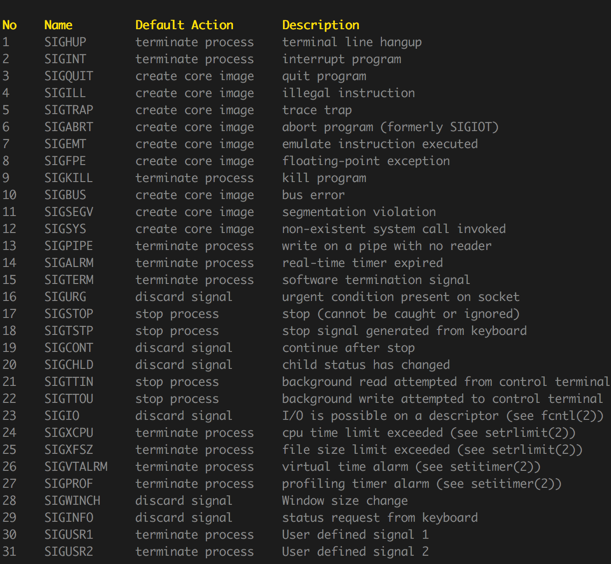 No Name Default Action Description
1 SIGHUP terminate process terminal line hangup
2 SIGINT terminate process interrupt program
3 SIGQUIT create core image quit program
4 SIGILL create core image illegal instruction
5 SIGTRAP create core image trace trap
6 SIGABRT create core image abort program (formerly SIGIOT)
7 SIGEMT create core image emulate instruction executed
8 SIGFPE create core image floating-point exception
9 SIGKILL terminate process kill program
10 SIGBUS create core image bus error
11 SIGSEGV create core image segmentation violation
12 SIGSYS create core image non-existent system call invoked
13 SIGPIPE terminate process write on a pipe with no reader
14 SIGALRM terminate process real-time timer expired
15 SIGTERM terminate process software termination signal
16 SIGURG discard signal urgent condition present on socket
17 SIGSTOP stop process stop (cannot be caught or ignored)
18 SIGTSTP stop process stop signal generated from keyboard
19 SIGCONT discard signal continue after stop
20 SIGCHLD discard signal child status has changed
21 SIGTTIN stop process background read attempted from control terminal
22 SIGTTOU stop process background write attempted to control terminal
23 SIGIO discard signal I/O is possible on a descriptor (see fcntl(2))
24 SIGXCPU terminate process cpu time limit exceeded (see setrlimit(2))
25 SIGXFSZ terminate process file size limit exceeded (see setrlimit(2))
26 SIGVTALRM terminate process virtual time alarm (see setitimer(2))
27 SIGPROF terminate process profiling timer alarm (see setitimer(2))
28 SIGWINCH discard signal Window size change
29 SIGINFO discard signal status request from keyboard
30 SIGUSR1 terminate process User defined signal 1
31 SIGUSR2 terminate process User defined signal 2